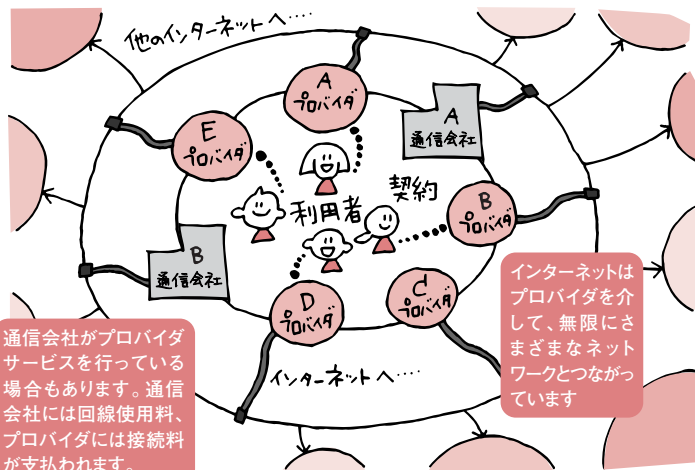 他のインターネットへ‥‥
A
プロバイダ
A
通信会社
E
プロバイダ
契約
利用者
B
プロバイダ
B
通信会社
C
プロバイダ
D
プロバイダ
インターネットへ‥‥
インターネットは
プロバイダを介
して、無限にさ
まざまなネット
ワークとつながっ
ています
通信会社がプロバイダ
サービスを行っている
場合もあります。通信
会社には回線使用料、
プロバイダには接続料
が支払われます。